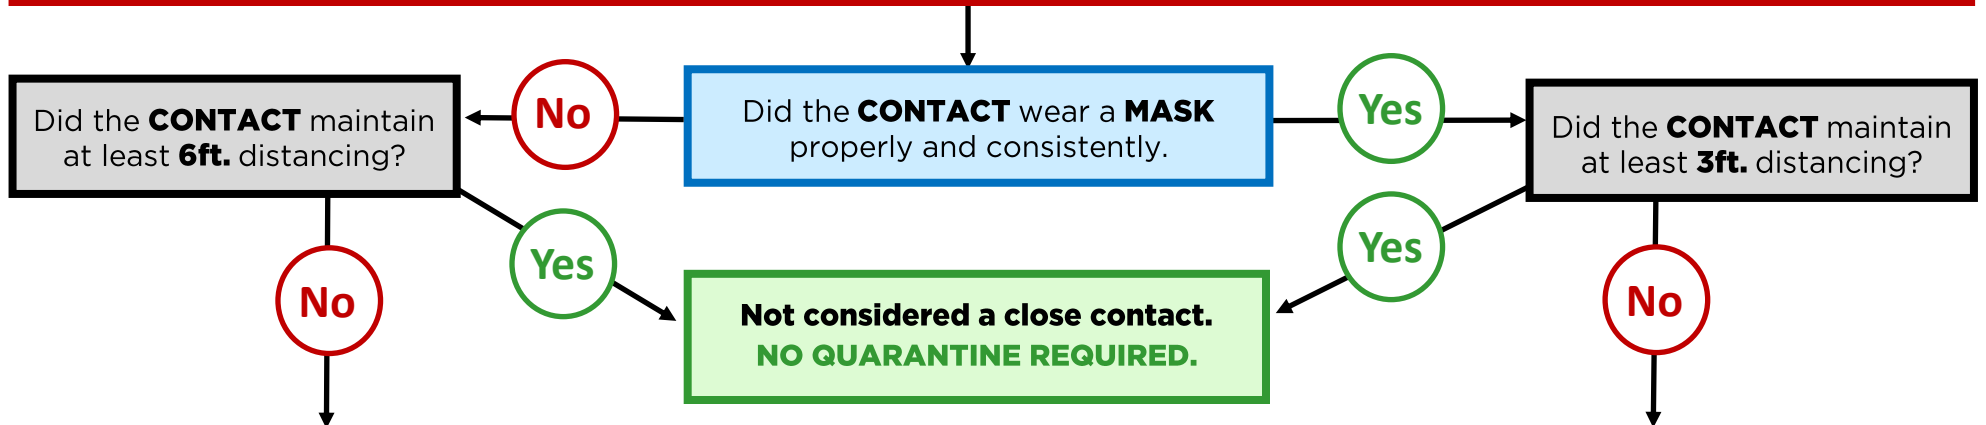 Did the CONTACT wear a MASK
properly and consistently.
No
Yes
Did the CONTACT maintain
at least 6ft. distancing?
Did the CONTACT maintain
at least 3ft. distancing?
No
Yes
Yes
No
Not considered a close contact.
NO QUARANTINE REQUIRED.